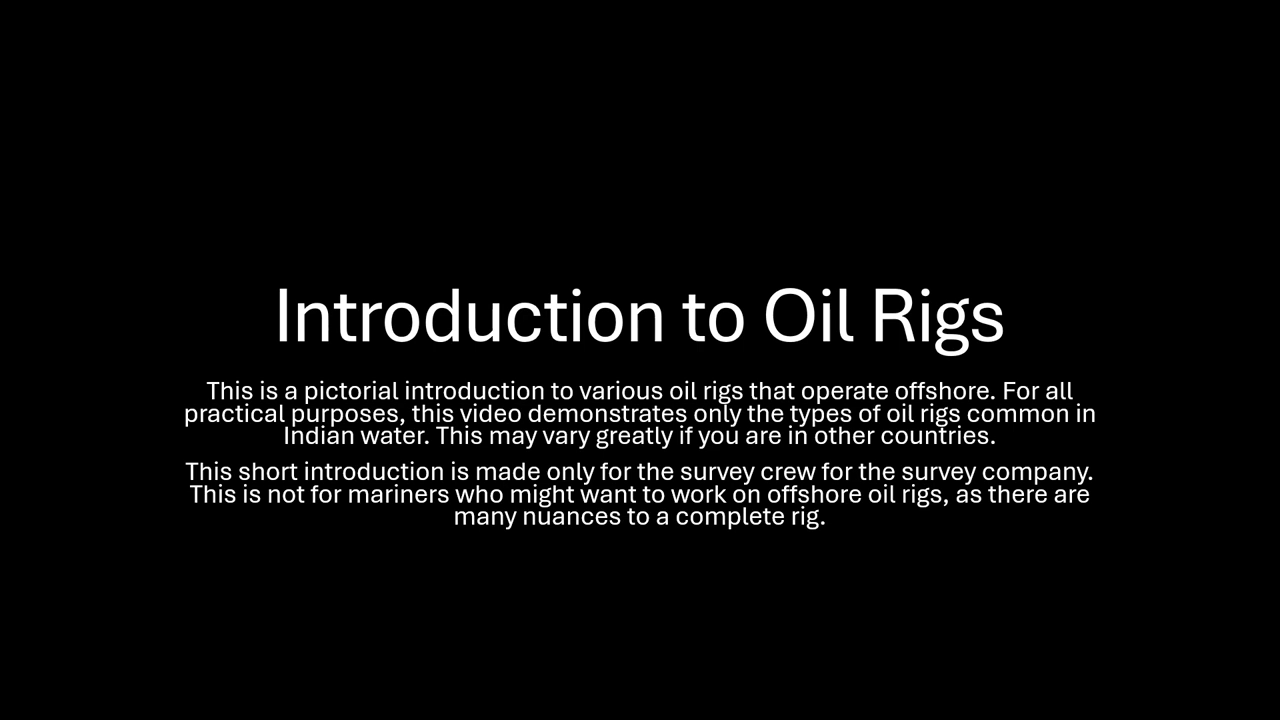 Introduction to Oil Rigs
This is a pictorial introduction to various oil rigs that operate offshore. For all
practical purposes, this video demonstrates only the types of oil rigs common in
Indian water. This may vary greatly if you are in other countries.
This short introduction is made only for the survey crew for the survey company.
This is not for mariners who might want to work on offshore oil rigs, as there are
many nuances to a complete rig.